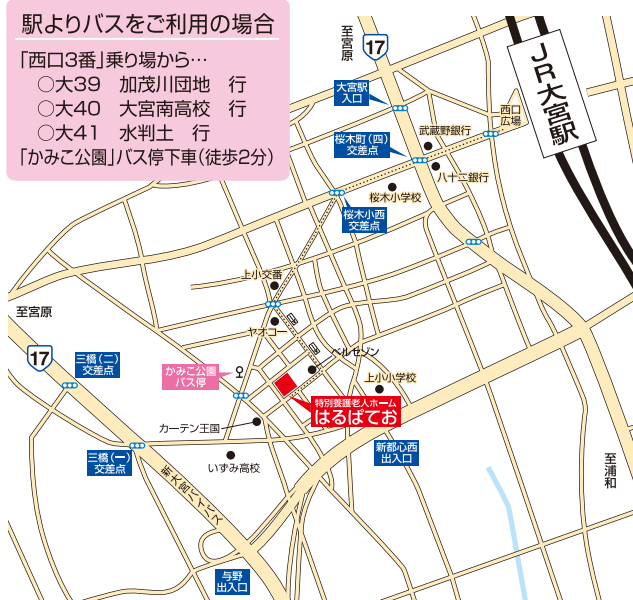 駅よりバスをご利用の場合
「西口3番」乗り場から…
○大39 加茂川団地 行
○大40 大宮南高校 行
○大41 水判土 行
「かみこ公園」バス停下車(徒歩2分)
至宮原
17
JR大宮駅
大宮駅
入口
西口
広場
武蔵野銀行
桜木町(四)
交差点
八十二銀行
桜木小学校
桜木小西
交差点
上小交番
至宮原
ヤオコー
17
ベルセゾン
三橋(二)
交差点
かみこ公園
バス停
上小小学校
特別養護老人ホーム
はるぱてお
カーテン王国
新都心西
出入口
三橋(一)
交差点
いずみ高校
至浦和
新大宮バイパス
与野
出入口